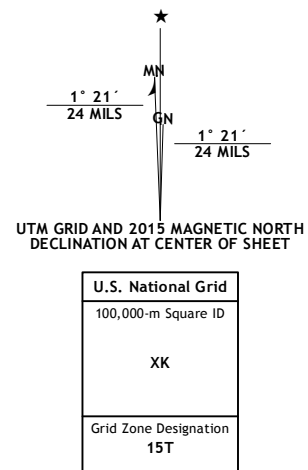 MN
1° 21´
24 MILS
GN
1° 21´
24 MILS
UTM GRID AND 2015 MAGNETIC NORTH
DECLINATION AT CENTER OF SHEET
U.S. National Grid
100,000-m Square ID
XK
Grid Zone Designation
15T